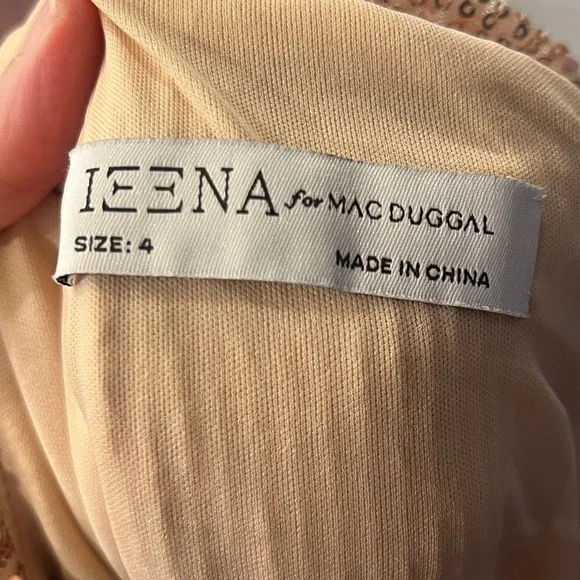 IEENA for MAC DUGGAL
SIZE: 4
MADE IN CHINA